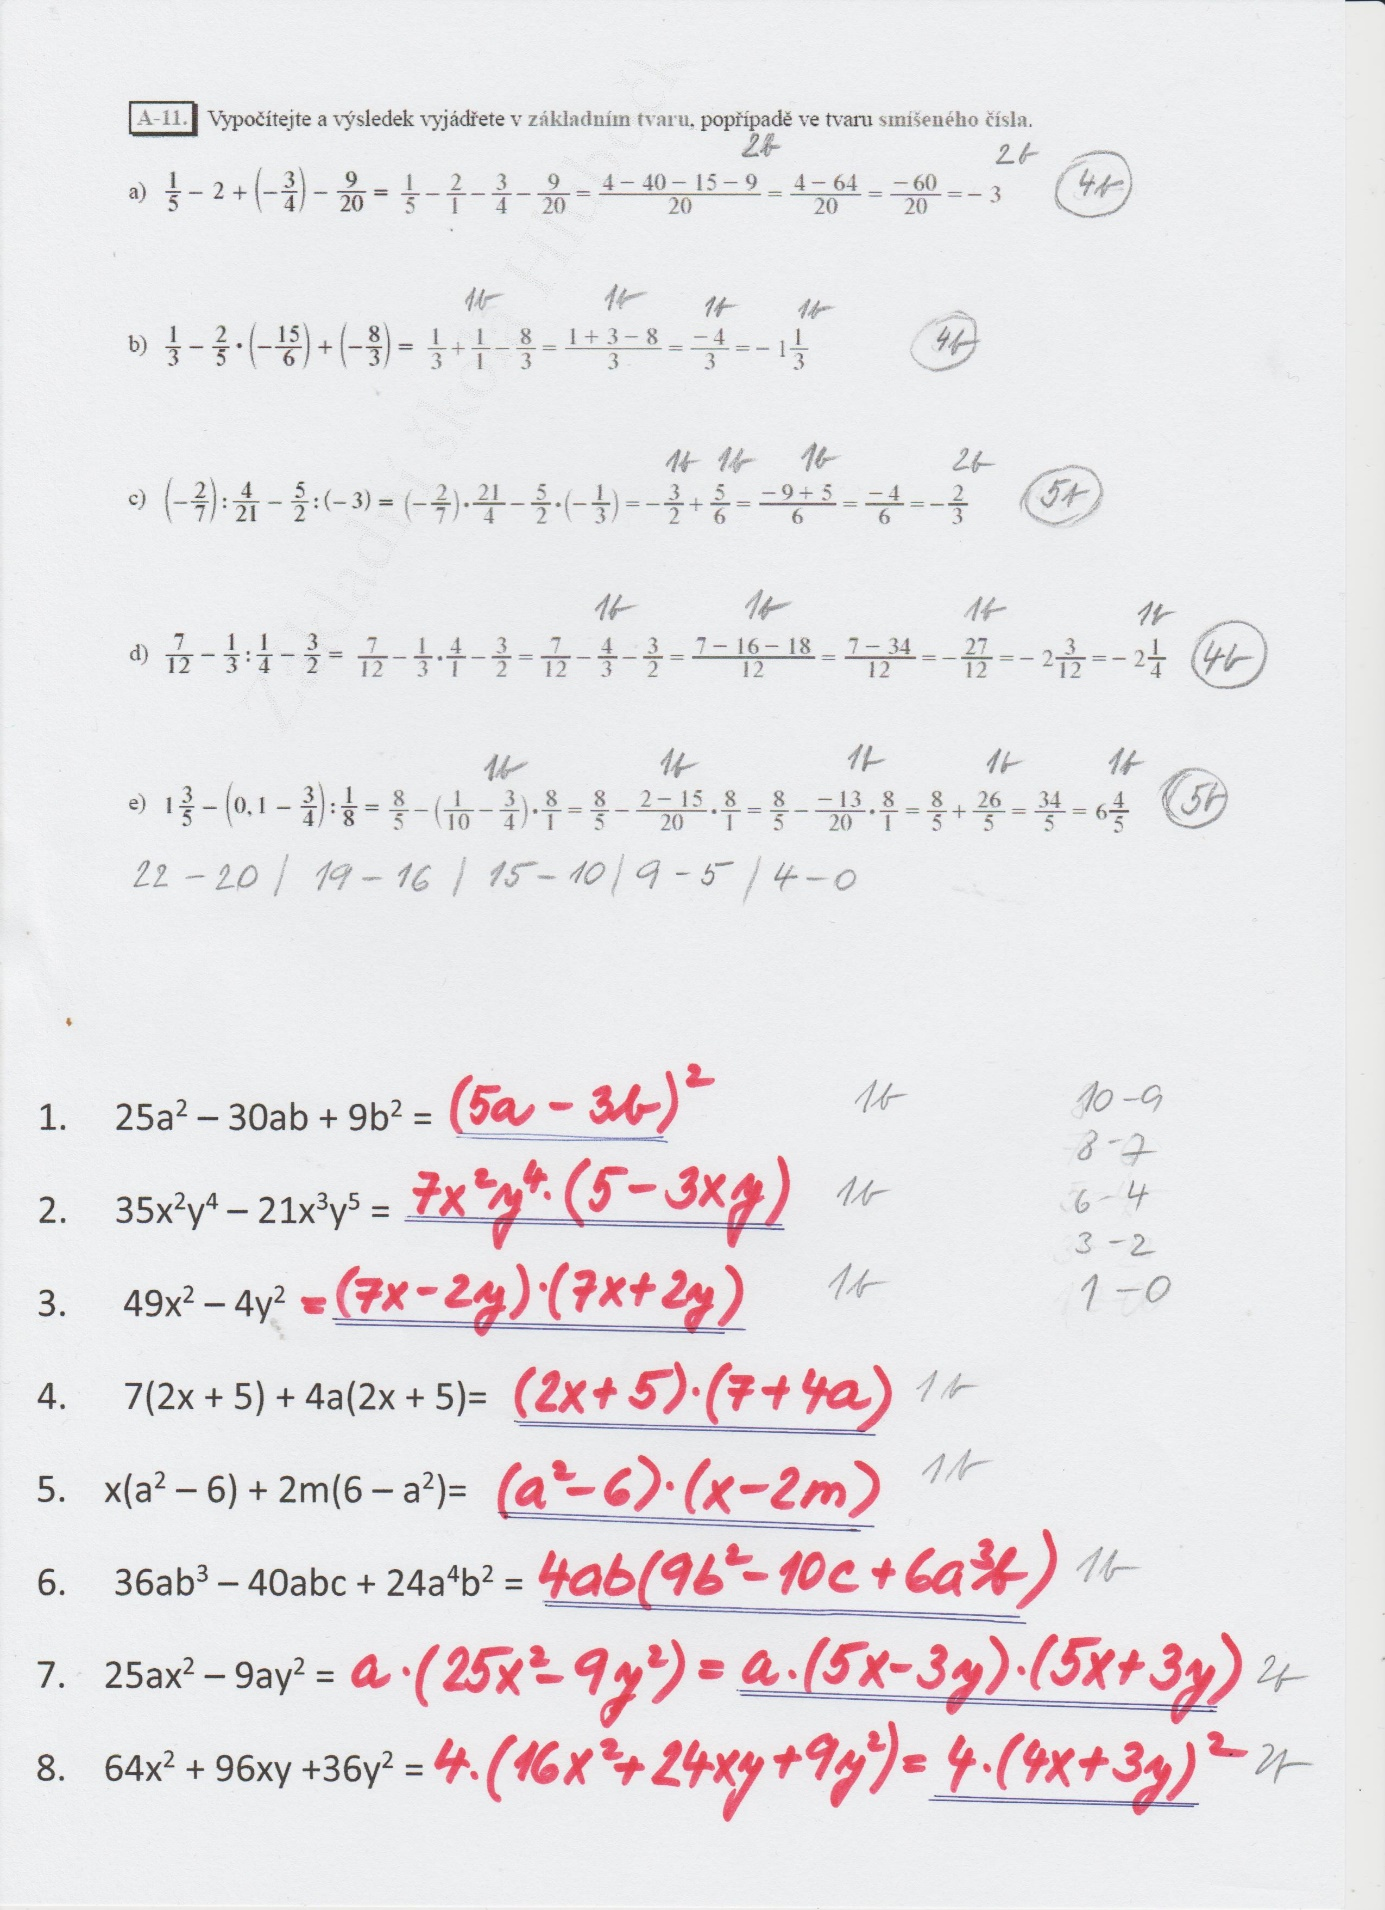 A-11. Vypočítejte a výsledek vyjádřete v základním tvaru, popřípadě ve tvaru smíšeného čísla.
2b 2b
a) 1/5 − 2 + (−3/4) − 9/20 = 1/5 − 2/1 − 3/4 − 9/20 = (4 − 40 − 15 − 9)/20 = (4 − 64)/20 = −60/20 = − 3 4b
1b 1b 1b 1b
b) 1/3 − 2/5 • (−15/6) + (−8/3) = 1/3 + 1/1 − 8/3 = (1 + 3 − 8)/3 = −4/3 = − 1 1/3 4b
1b 1b 1b 2b
c) (−2/7) : 4/21 − 5/2 : (− 3) = (−2/7) • 21/4 − 5/2 • (−1/3) = −3/2 + 5/6 = (−9 + 5)/6 = −4/6 = −2/3 5b
1b 1b 1b 1b
d) 7/12 − 1/3 : 1/4 − 3/2 = 7/12 − 1/3 • 4/1 − 3/2 = 7/12 − 4/3 − 3/2 = (7 − 16 − 18)/12 = (7 − 34)/12 = − 27/12 = − 2 3/12 = − 2 1/4 4b
1b 1b 1b 1b 1b
e) 1 3/5 − (0,1 − 3/4) : 1/8 = 8/5 − (1/10 − 3/4) • 8/1 = 8/5 − (2 − 15)/20 • 8/1 = 8/5 − −13/20 • 8/1 = 8/5 + 26/5 = 34/5 = 6 4/5 5b
22 − 20 / 19 − 16 / 15 − 10 / 9 − 5 / 4 − 0
1. 25a² – 30ab + 9b² = (5a − 3b)² 1b
10 − 9
8 − 7
6 − 4
3 − 2
1 − 0
2. 35x²y⁴ – 21x³y⁵ = 7x²y⁴·(5 − 3xy) 1b
3. 49x² – 4y² = (7x − 2y)·(7x + 2y) 1b
4. 7(2x + 5) + 4a(2x + 5)= (2x + 5)·(7 + 4a) 1b
5. x(a² – 6) + 2m(6 – a²)= (a² − 6)·(x − 2m) 1b
6. 36ab³ – 40abc + 24a⁴b² = 4ab(9b² − 10c + 6a³b) 1b
7. 25ax² – 9ay² = a·(25x² − 9y²) = a·(5x − 3y)·(5x + 3y) 2b
8. 64x² + 96xy +36y² = 4·(16x² + 24xy + 9y²) = 4·(4x + 3y)² 2b